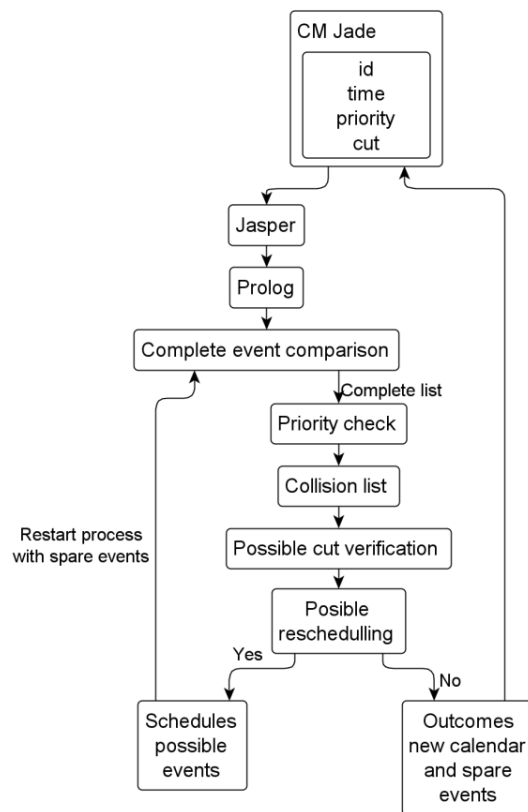 CM Jade
id
time
priority
cut
Jasper
Prolog
Complete event comparison
Complete list
Priority check
Collision list
Restart process
with spare events
Possible cut verification
Posible
reschedulling
Yes
No
Schedules
possible
events
Outcomes
new calendar
and spare
events